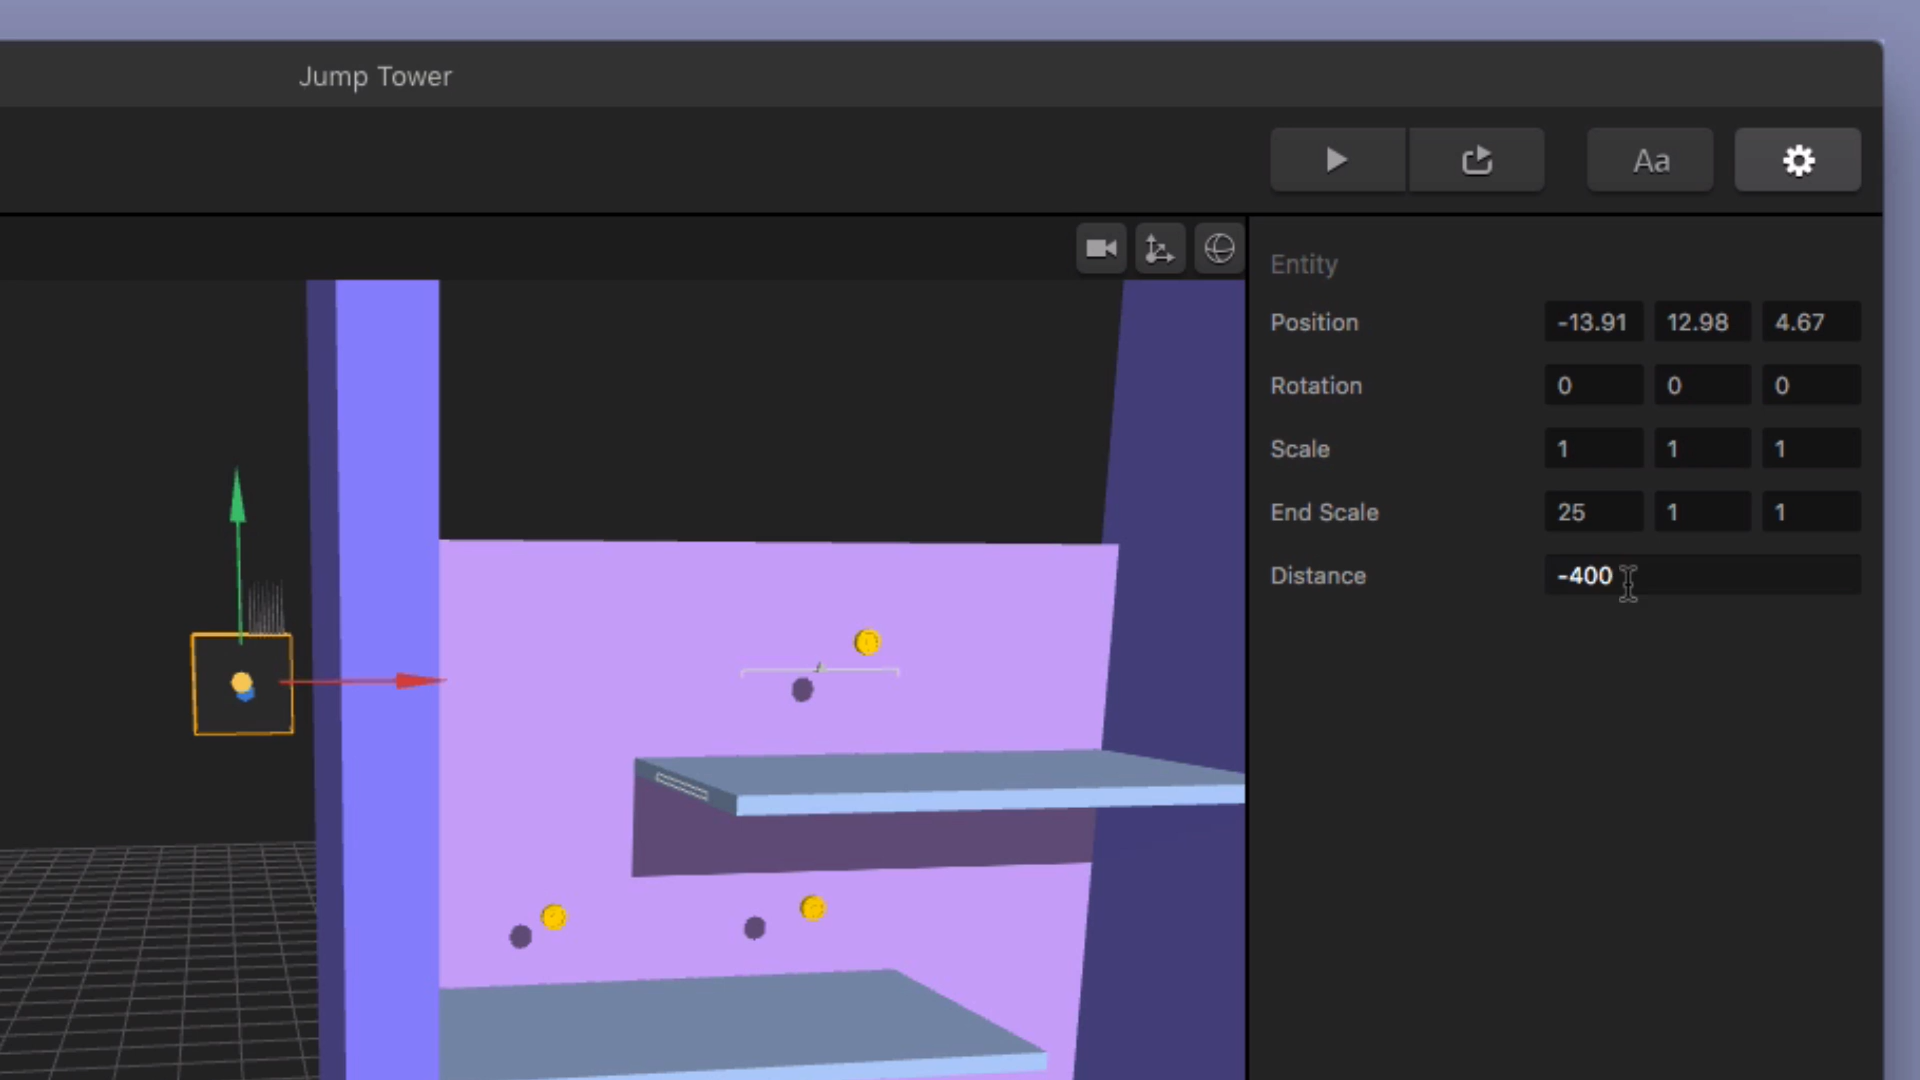 Jump Tower
Aa
Entity
Position -13.91 12.98 4.67
Rotation 0 0 0
Scale 1 1 1
End Scale 25 1 1
Distance -400